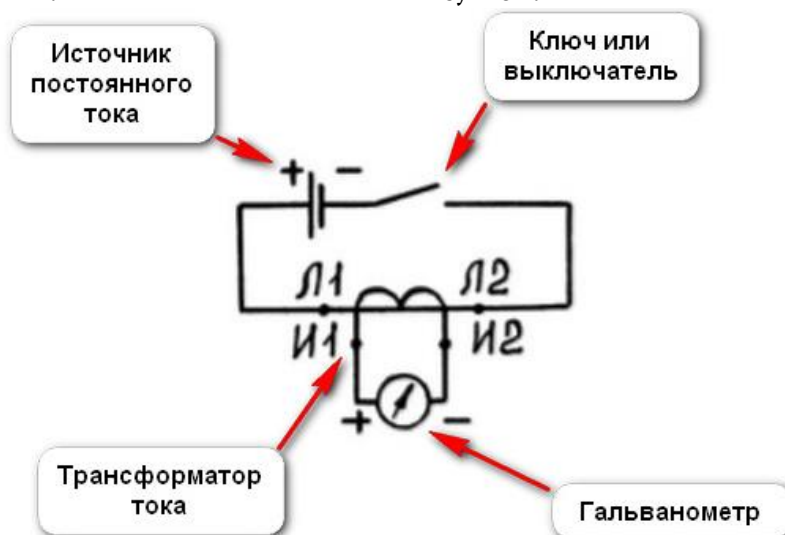 Источник
постоянного
тока
Ключ или
выключатель
+ -
Л1 Л2
И1 И2
+ -
Трансформатор
тока
Гальванометр